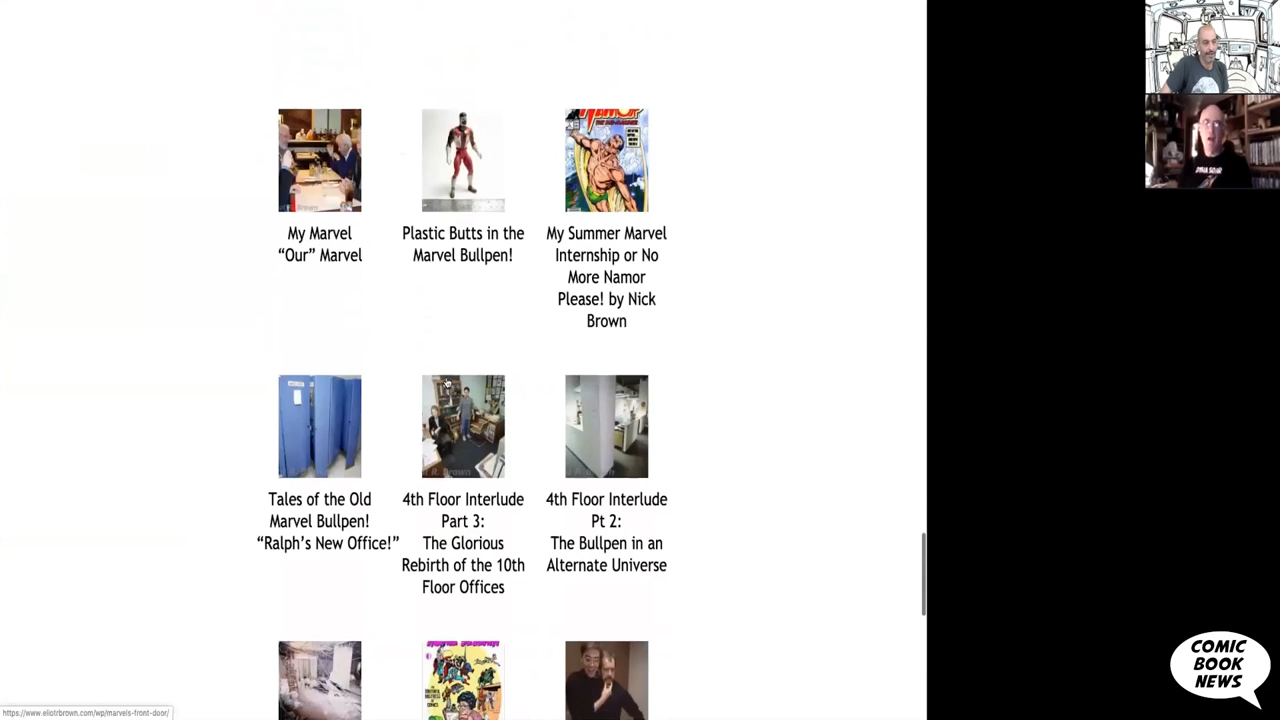 My Marvel
“Our” Marvel
Plastic Butts in the
Marvel Bullpen!
My Summer Marvel
Internship or No
More Namor
Please! by Nick
Brown
Tales of the Old
Marvel Bullpen!
“Ralph’s New Office!”
4th Floor Interlude
Part 3:
The Glorious
Rebirth of the 10th
Floor Offices
4th Floor Interlude
Pt 2:
The Bullpen in an
Alternate Universe
COMIC
BOOK
NEWS
https://www.eliotrbrown.com/wp/marvels-front-door/